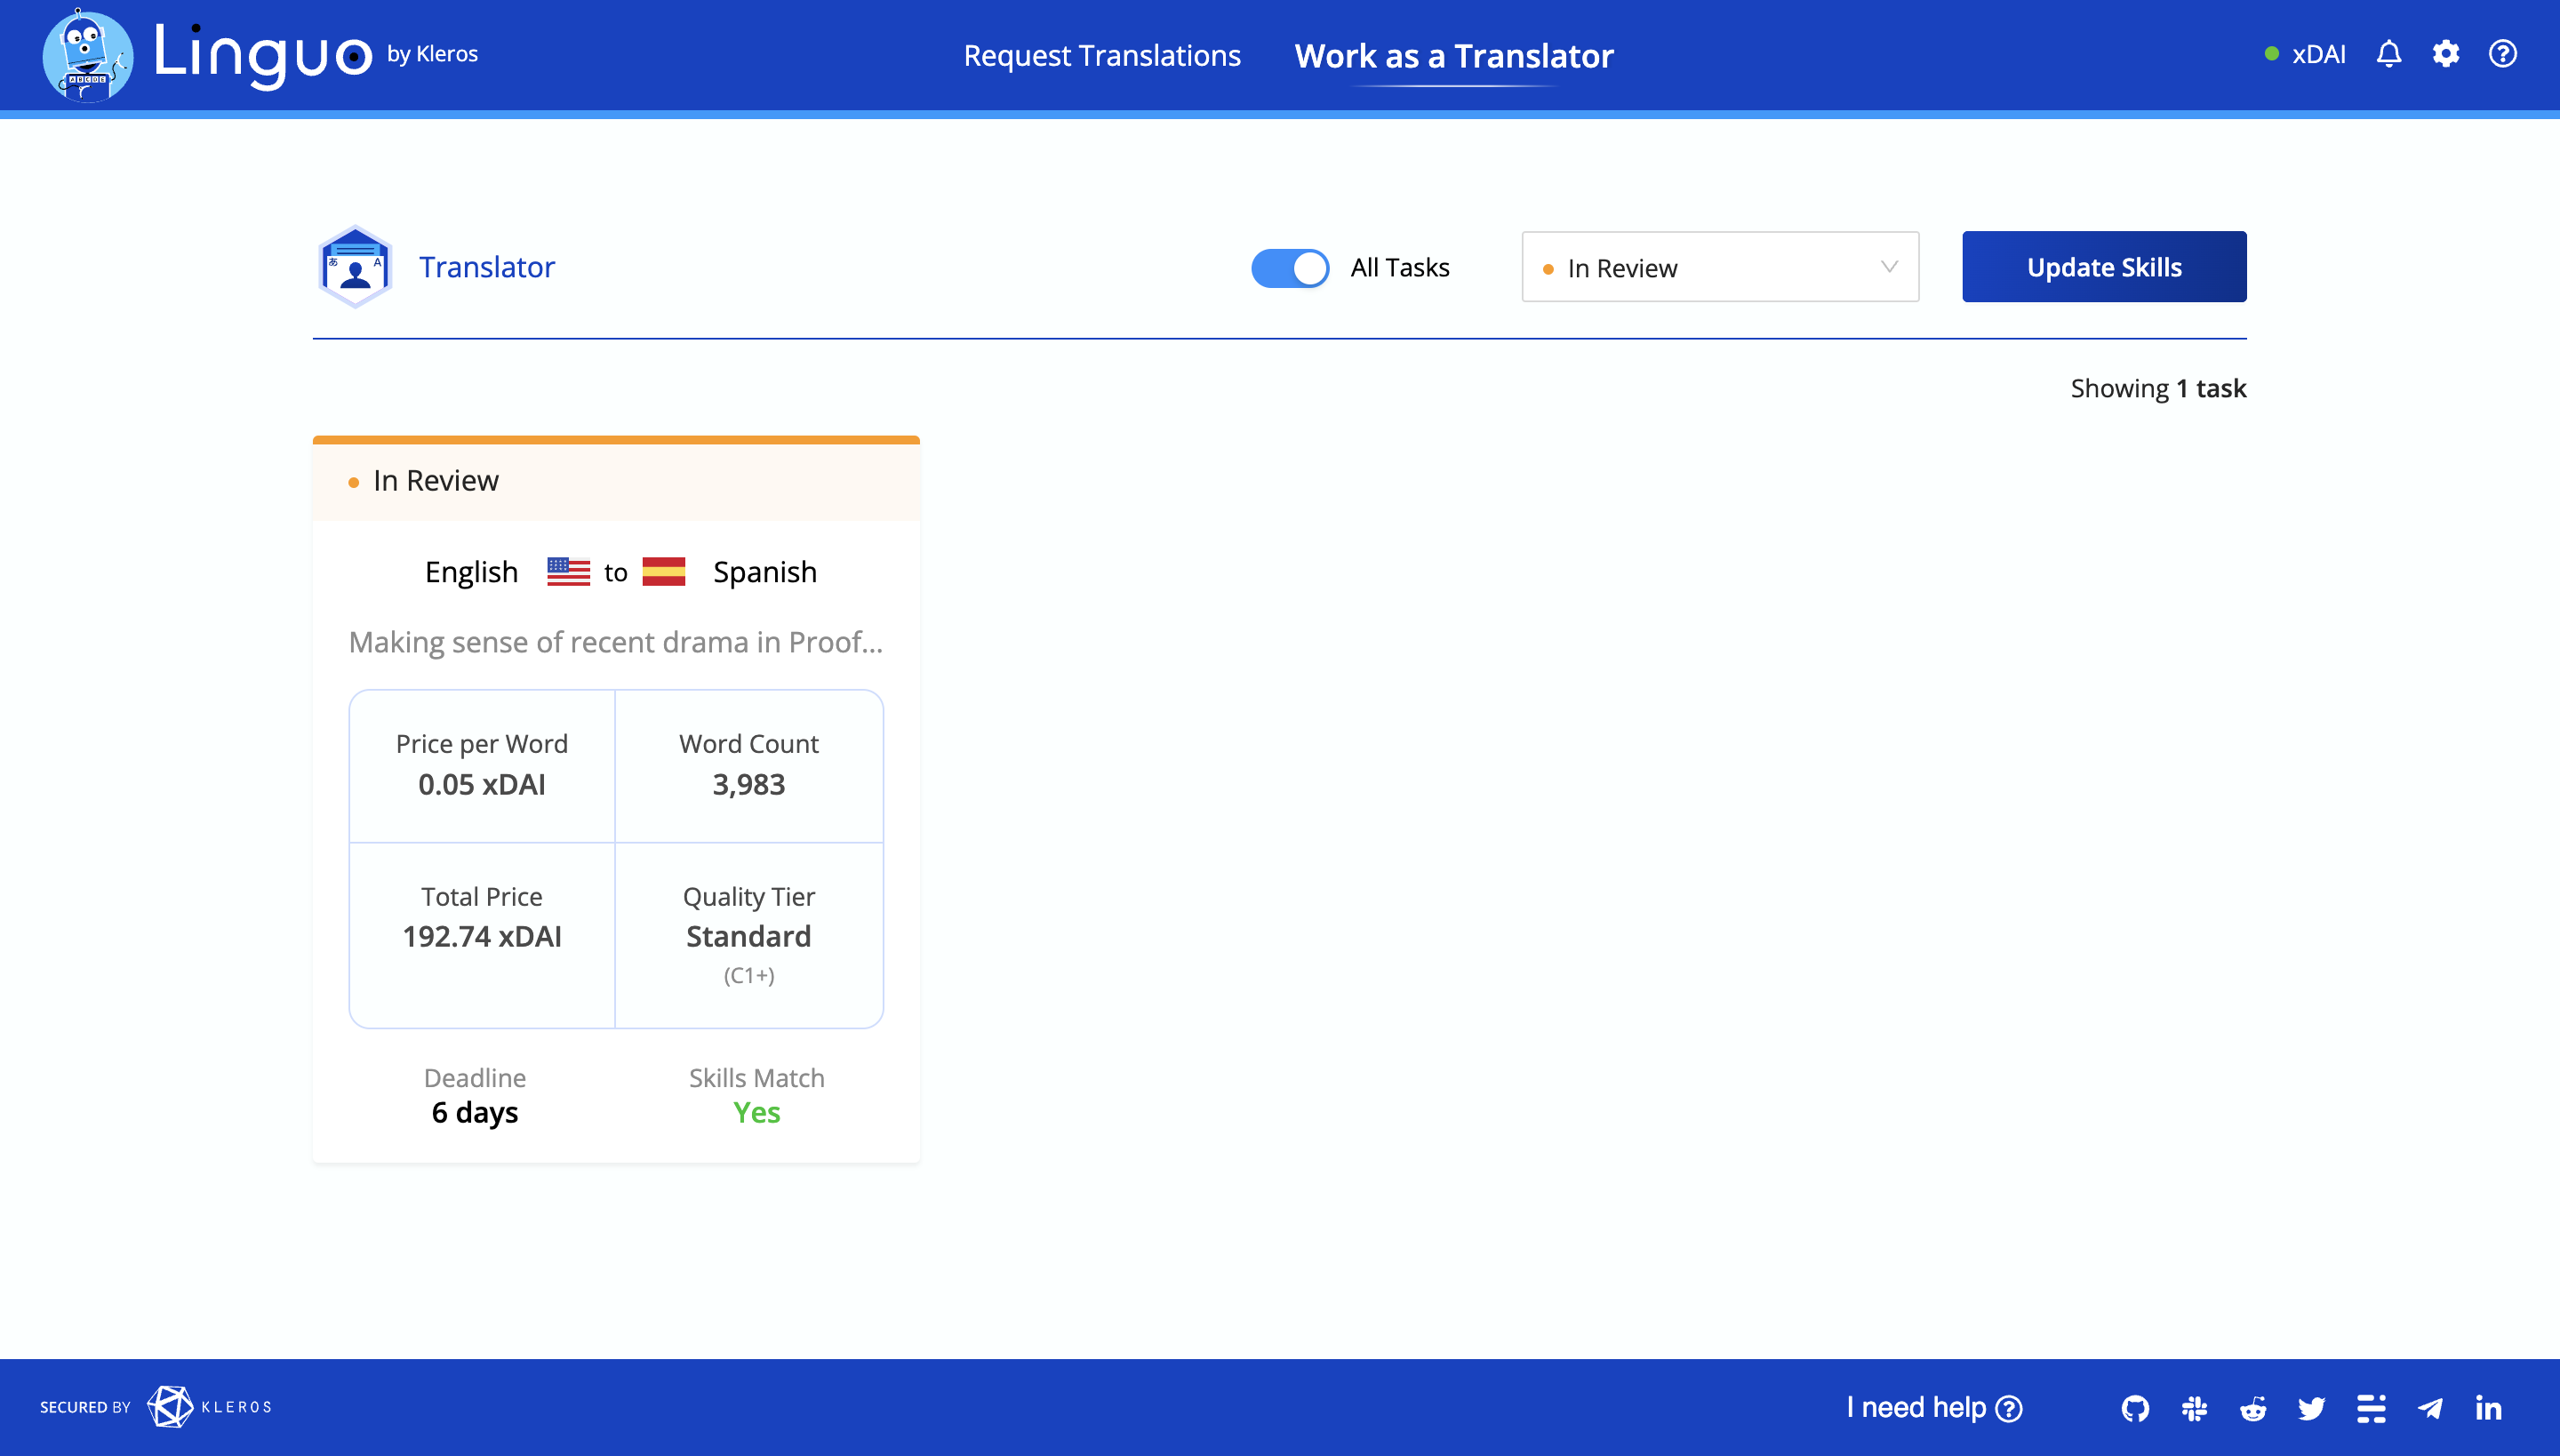 Linguo by Kleros
Request Translations
Work as a Translator
xDAI
Translator
All Tasks
In Review
Update Skills
Showing 1 task
In Review
English to Spanish
Making sense of recent drama in Proof...
Price per Word
0.05 xDAI
Word Count
3,983
Total Price
192.74 xDAI
Quality Tier
Standard
(C1+)
Deadline
6 days
Skills Match
Yes
SECURED BY KLEROS
I need help